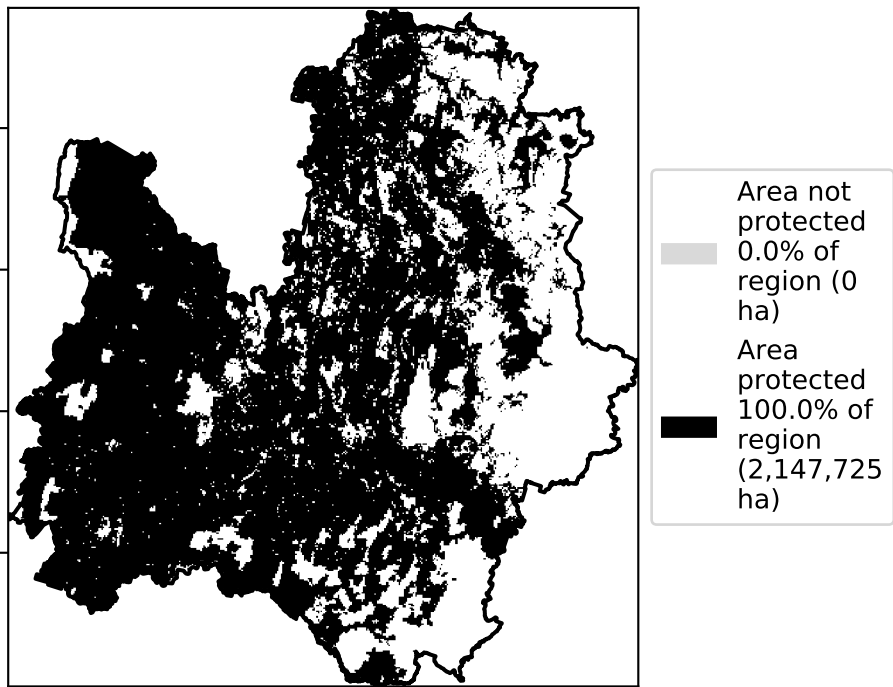 Area not
protected
0.0% of
region (0
ha)
Area
protected
100.0% of
region
(2,147,725
ha)